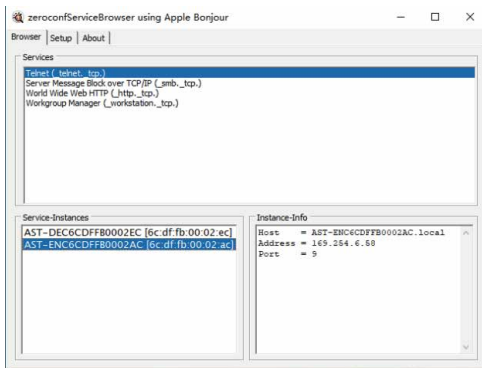 zeroconfServiceBrowser using Apple Bonjour
Browser Setup About
Services
Telnet (_telnet._tcp.)
Server Message Block over TCP/IP (_smb._tcp.)
World Wide Web HTTP (_http._tcp.)
Workgroup Manager (_workstation._tcp.)
Service-Instances
AST-DEC6CDFFB0002EC [6c:df:fb:00:02:ec]
AST-ENC6CDFFB0002AC [6c:df:fb:00:02:ac]
Instance-Info
Host = AST-ENC6CDFFB0002AC.local
Address = 169.254.6.58
Port = 9